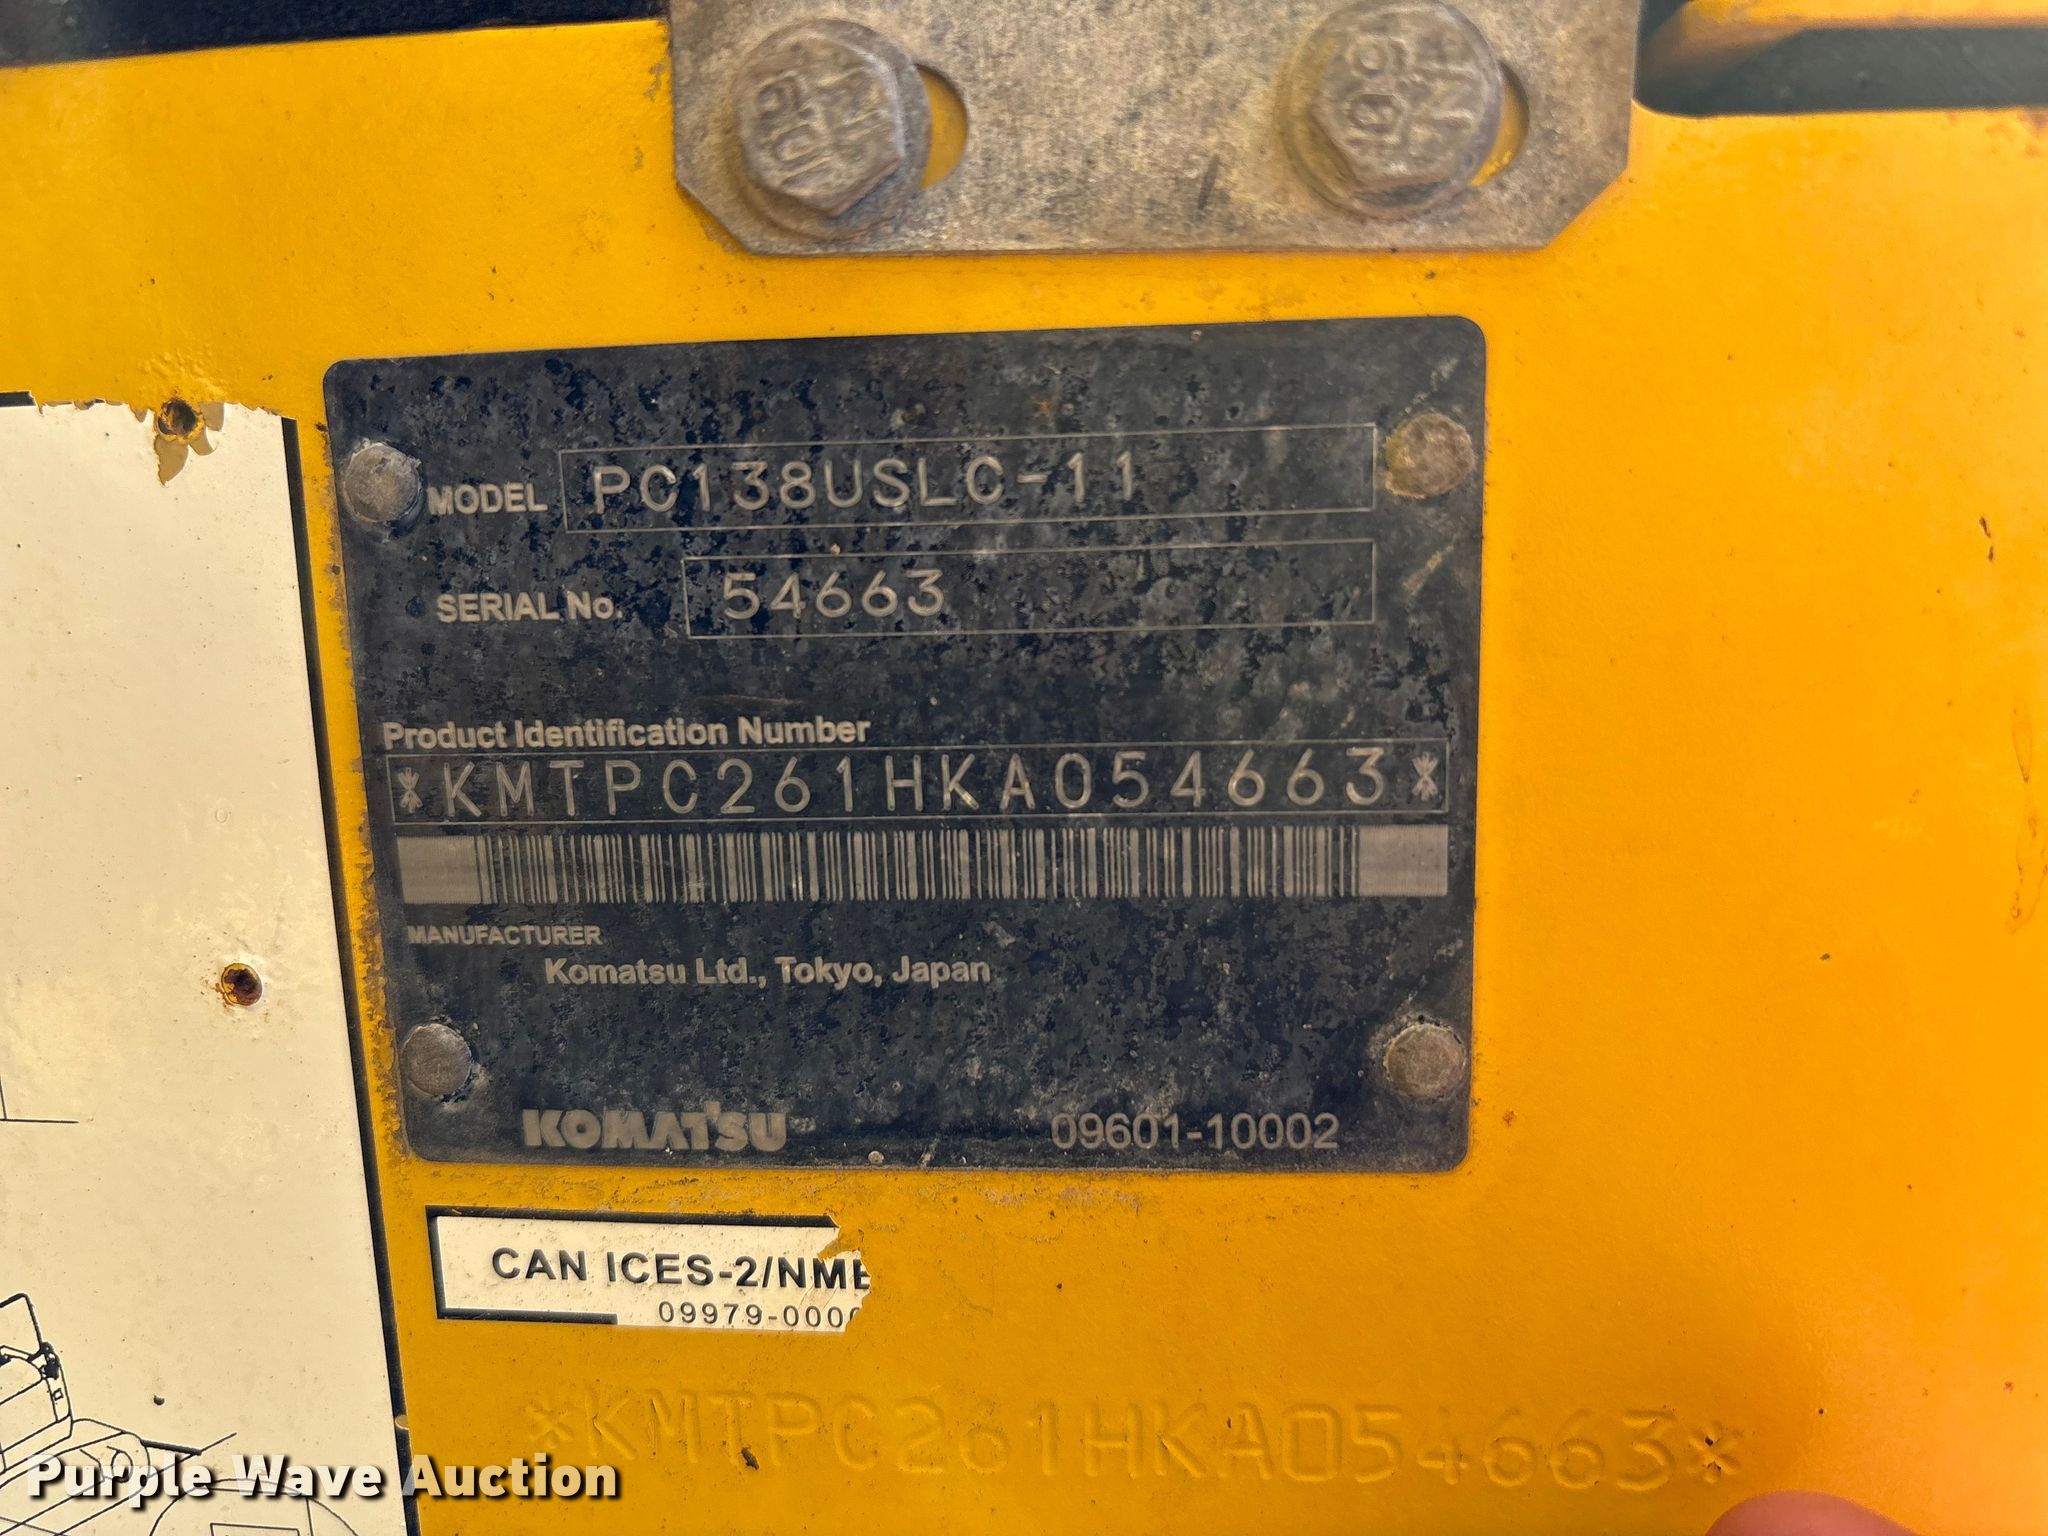 MODEL PC138USLC-11
SERIAL No. 54663
Product Identification Number
*KMTPC261HKA054663*
MANUFACTURER
Komatsu Ltd., Tokyo, Japan
KOMATSU 09601-10002
CAN ICES-2/NM
09979-000
*KMTPC261HKA054663*
Purple Wave Auction